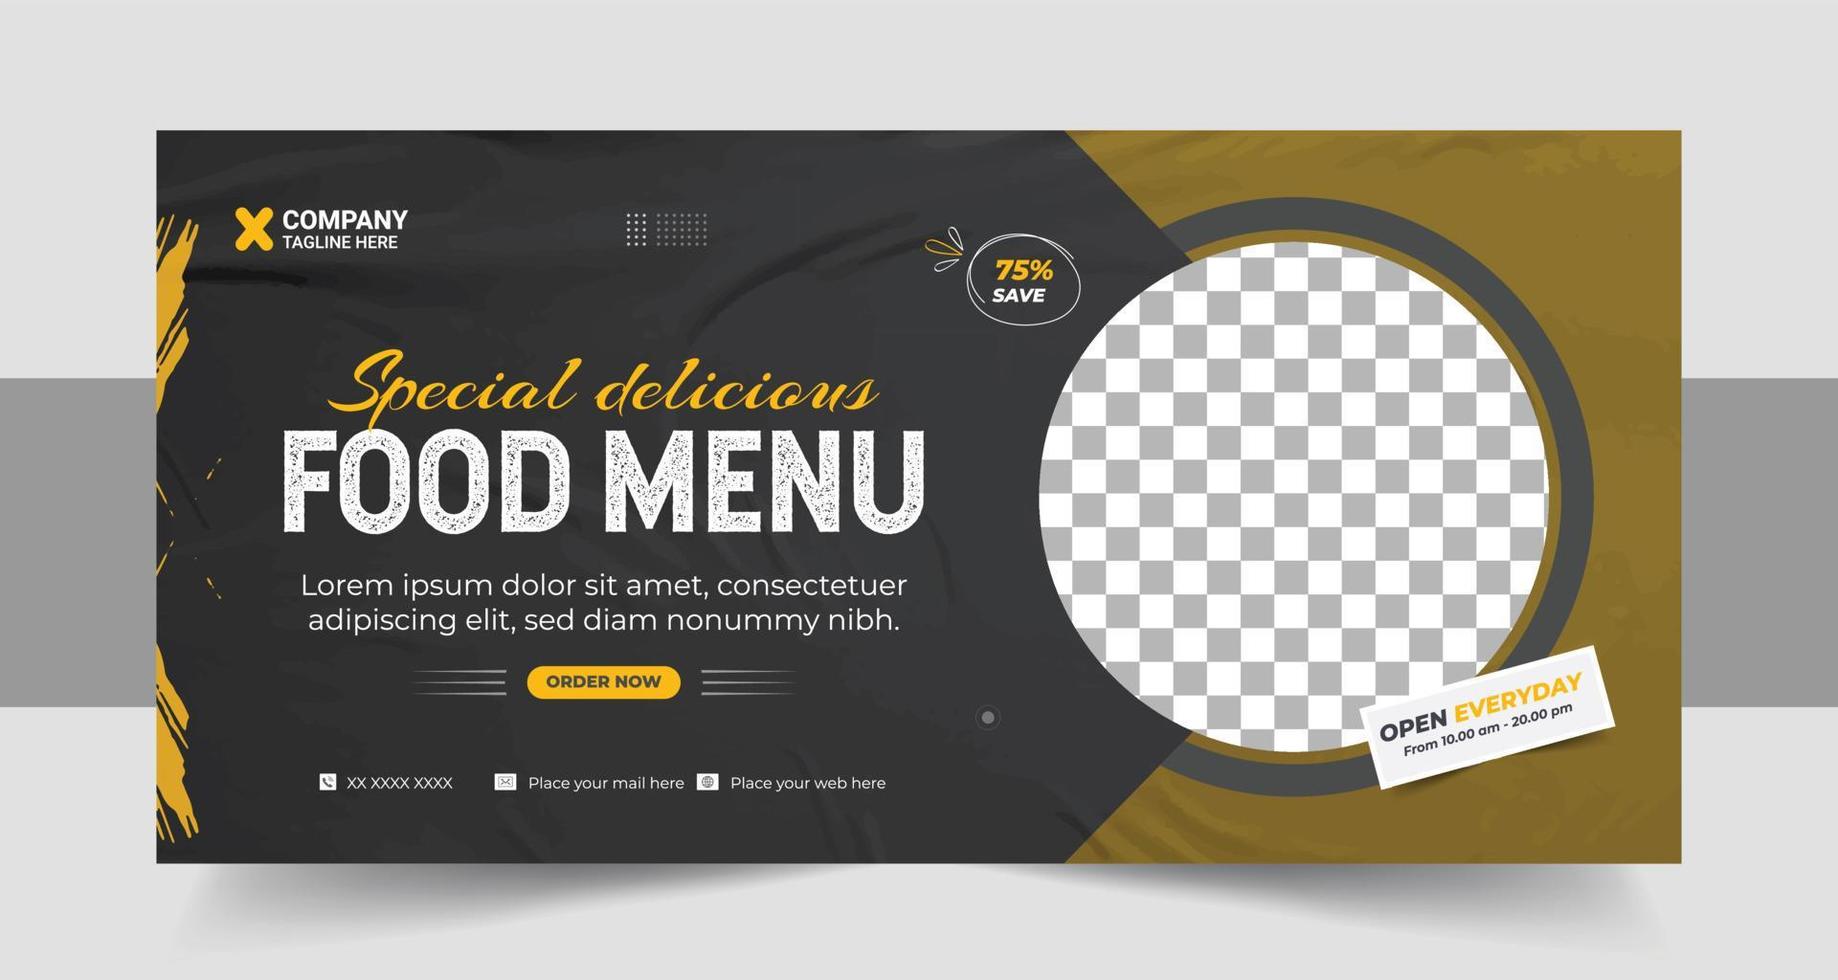 COMPANY
TAGLINE HERE
75%
SAVE
Special delicious
FOOD MENU
Lorem ipsum dolor sit amet, consectetuer
adipiscing elit, sed diam nonummy nibh.
ORDER NOW
OPEN EVERYDAY
From 10.00 am - 20.00 pm
XX XXXX XXXX Place your mail here Place your web here